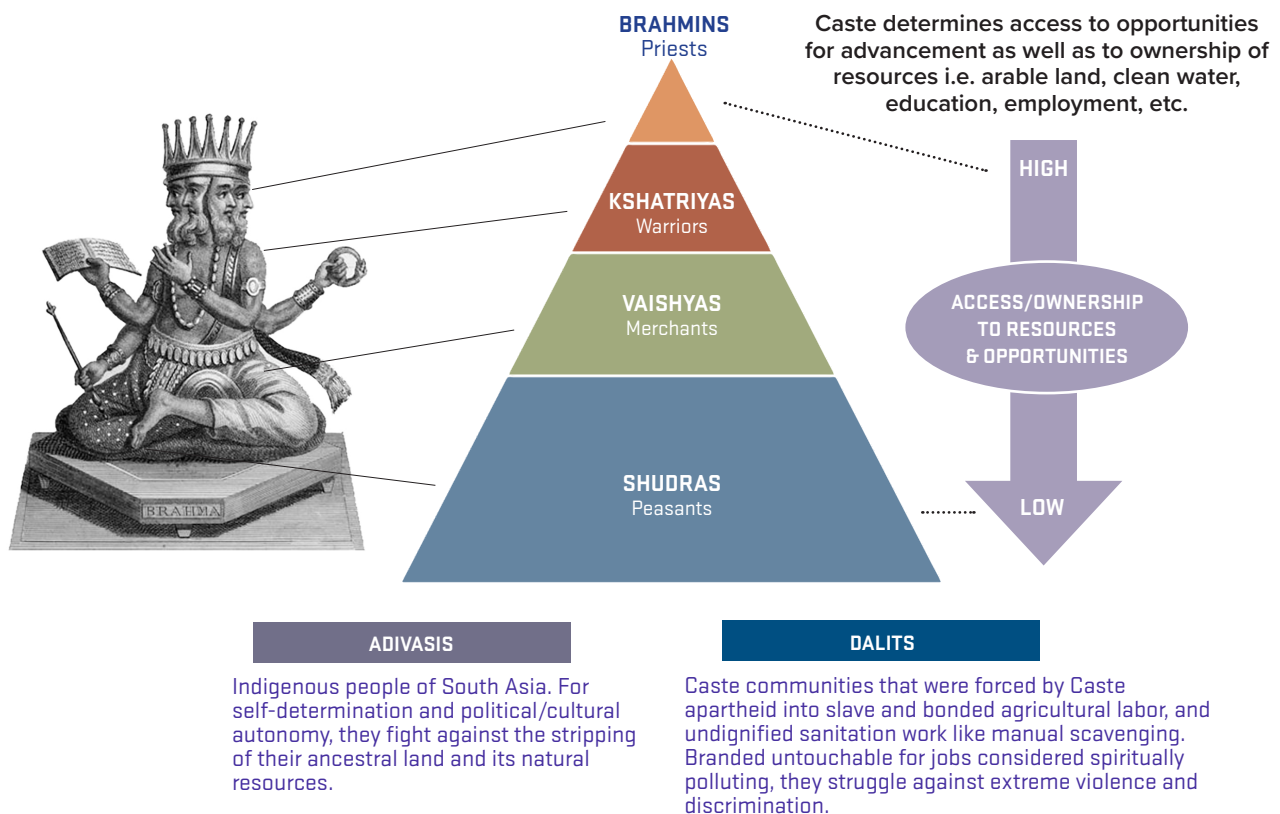 BRAHMINS
Priests
Caste determines access to opportunities
for advancement as well as to ownership of
resources i.e. arable land, clean water,
education, employment, etc.
HIGH
KSHATRIYAS
Warriors
VAISHYAS
Merchants
ACCESS/OWNERSHIP
TO RESOURCES
& OPPORTUNITIES
SHUDRAS
Peasants
LOW
BRAHMA
ADIVASIS
Indigenous people of South Asia. For
self-determination and political/cultural
autonomy, they fight against the stripping
of their ancestral land and its natural
resources.
DALITS
Caste communities that were forced by Caste
apartheid into slave and bonded agricultural labor, and
undignified sanitation work like manual scavenging.
Branded untouchable for jobs considered spiritually
polluting, they struggle against extreme violence and
discrimination.